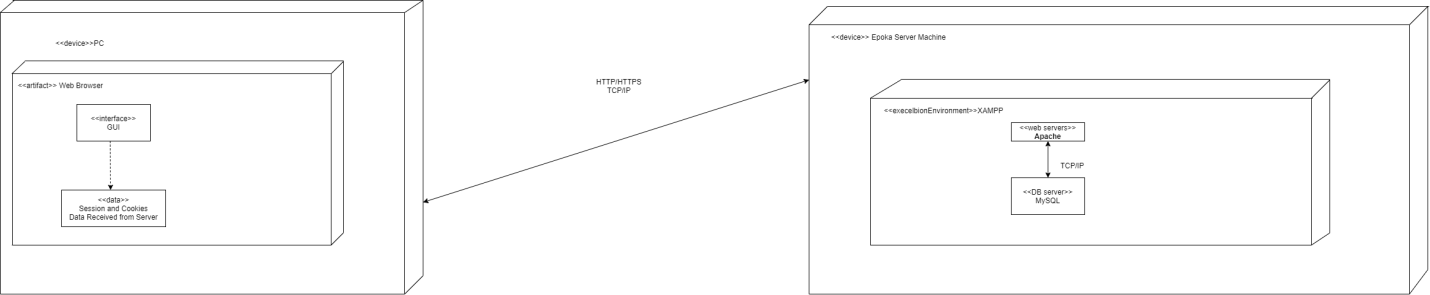 <<device>>PC
<<artifact>> Web Browser
<<interface>>
GUI
<<data>>
Session and Cookies
Data Received from Server
HTTP/HTTPS
TCP/IP
<<device>> Epoka Server Machine
<<execelbionEnvironment>>XAMPP
<<web servers>>
Apache
TCP/IP
<<DB server>>
MySQL